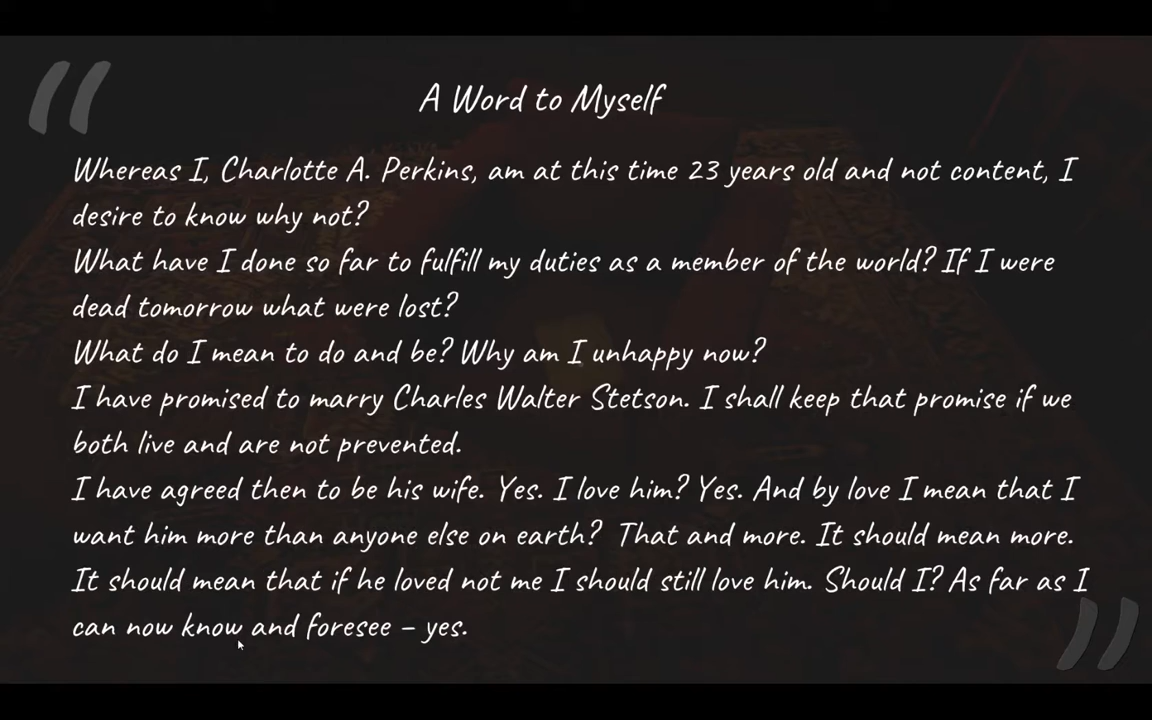 A Word to Myself
Whereas I, Charlotte A. Perkins, am at this time 23 years old and not content, I
desire to know why not?
What have I done so far to fulfill my duties as a member of the world? If I were
dead tomorrow what were lost?
What do I mean to do and be? Why am I unhappy now?
I have promised to marry Charles Walter Stetson. I shall keep that promise if we
both live and are not prevented.
I have agreed then to be his wife. Yes. I love him? Yes. And by love I mean that I
want him more than anyone else on earth? That and more. It should mean more.
It should mean that if he loved not me I should still love him. Should I? As far as I
can now know and foresee – yes.